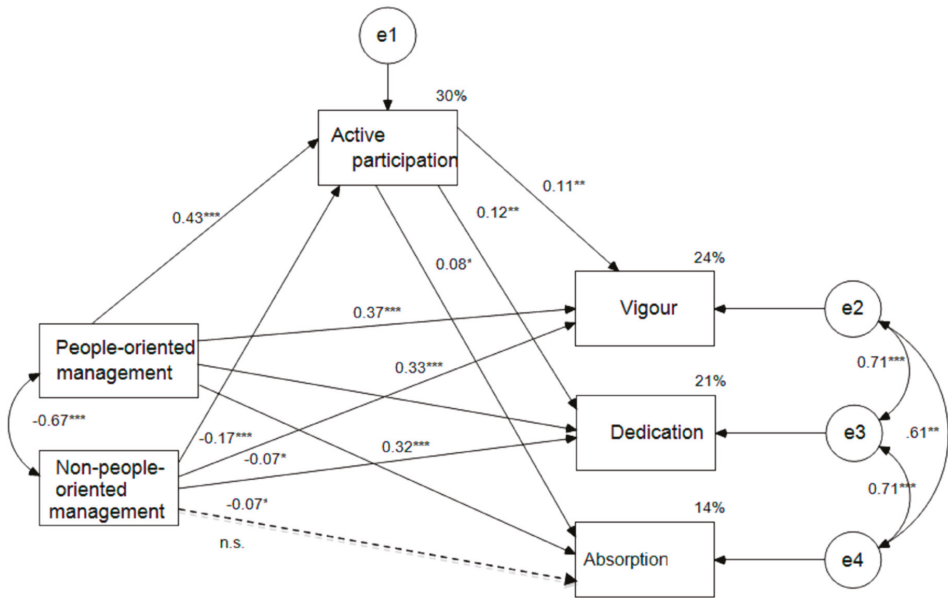 e1
30%
Active
participation
0.43***
0.11**
0.12**
0.08*
24%
Vigour
e2
0.37***
People-oriented
management
0.33***
0.71***
21%
Dedication
e3
-0.67***
-0.17***
0.32***
.61**
-0.07*
Non-people-
oriented
management
-0.07*
0.71***
14%
n.s.
Absorption
e4